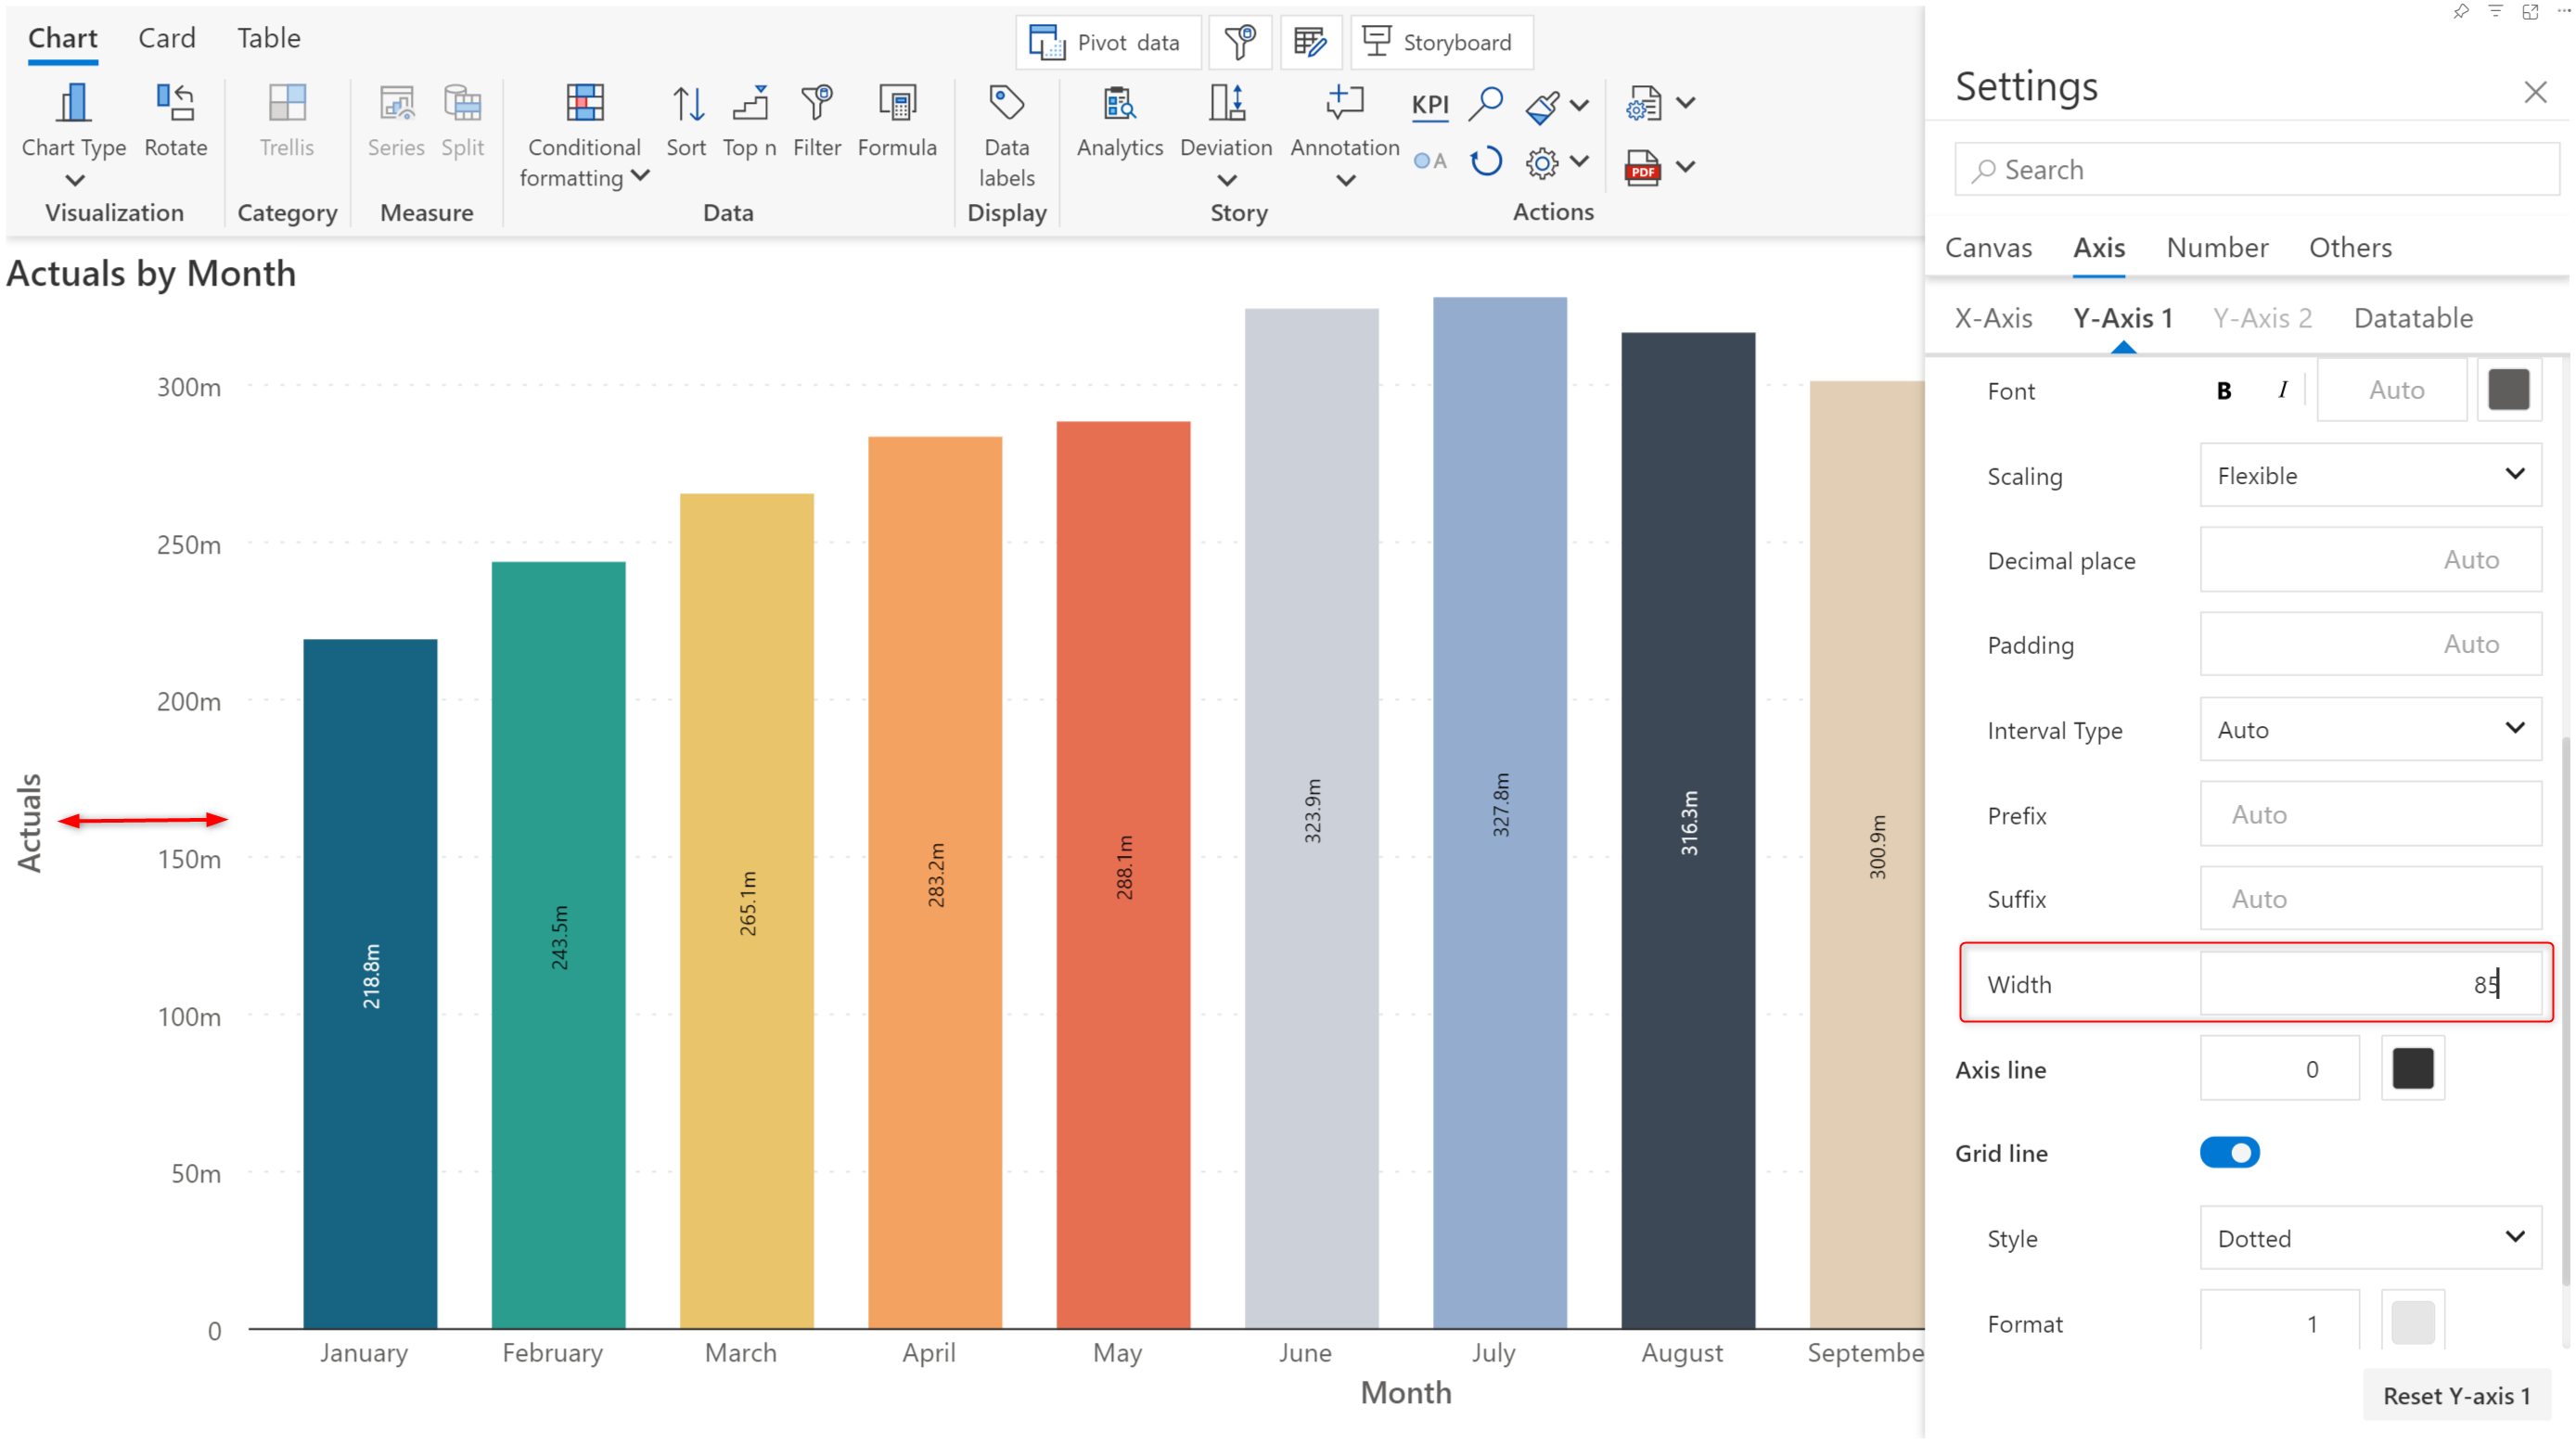 Chart Card Table
Pivot data
Storyboard
Chart Type
Rotate
Trellis
Series
Split
Conditional
formatting
Sort
Top n
Filter
Formula
Data
labels
Analytics
Deviation
Annotation
KPI
A
PDF
Visualization
Category
Measure
Data
Display
Story
Actions
Actuals by Month
300m
250m
200m
150m
100m
50m
0
Actuals
218.8m
243.5m
265.1m
283.2m
288.1m
323.9m
327.8m
316.3m
300.9m
January
February
March
April
May
June
July
August
Septembe
Month
Settings
Search
Canvas Axis Number Others
X-Axis Y-Axis 1 Y-Axis 2 Datatable
Font B I Auto
Scaling Flexible
Decimal place Auto
Padding Auto
Interval Type Auto
Prefix Auto
Suffix Auto
Width 85
Axis line 0
Grid line
Style Dotted
Format 1
Reset Y-axis 1